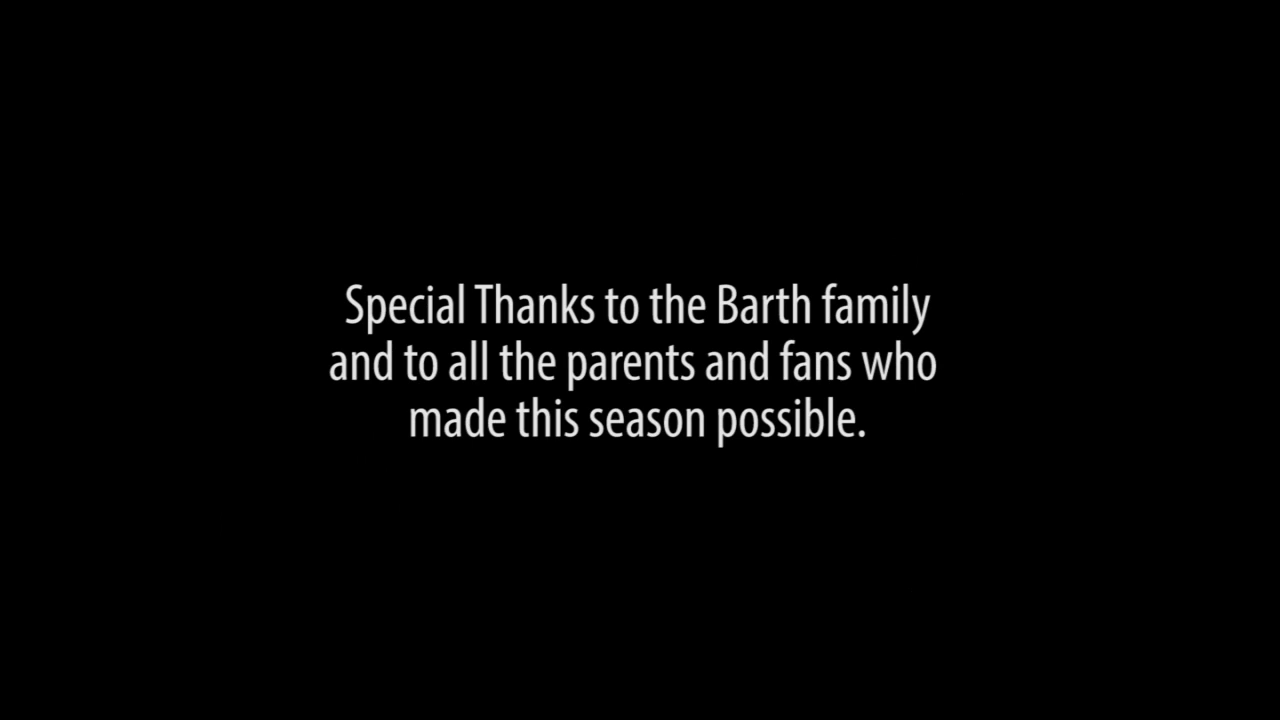 Special Thanks to the Barth family
and to all the parents and fans who
made this season possible.